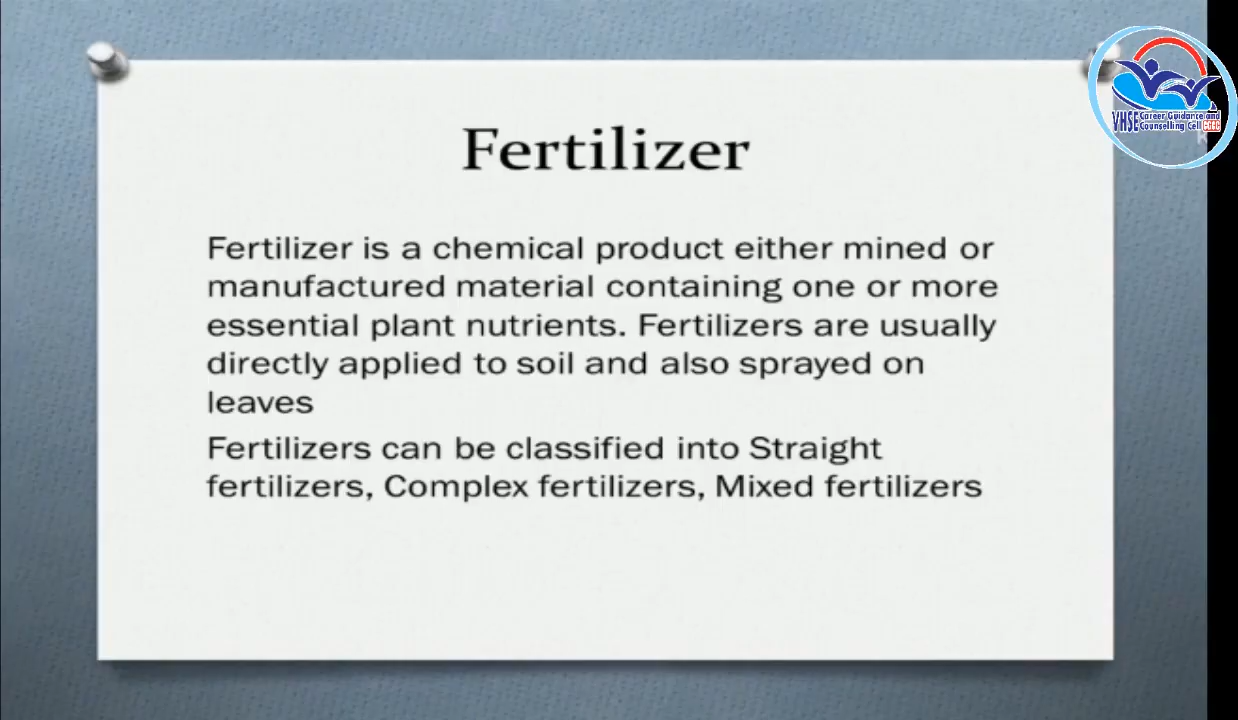 Fertilizer
Fertilizer is a chemical product either mined or
manufactured material containing one or more
essential plant nutrients. Fertilizers are usually
directly applied to soil and also sprayed on
leaves
Fertilizers can be classified into Straight
fertilizers, Complex fertilizers, Mixed fertilizers
VHSE Career Guidance and
Counselling Cell CGCC